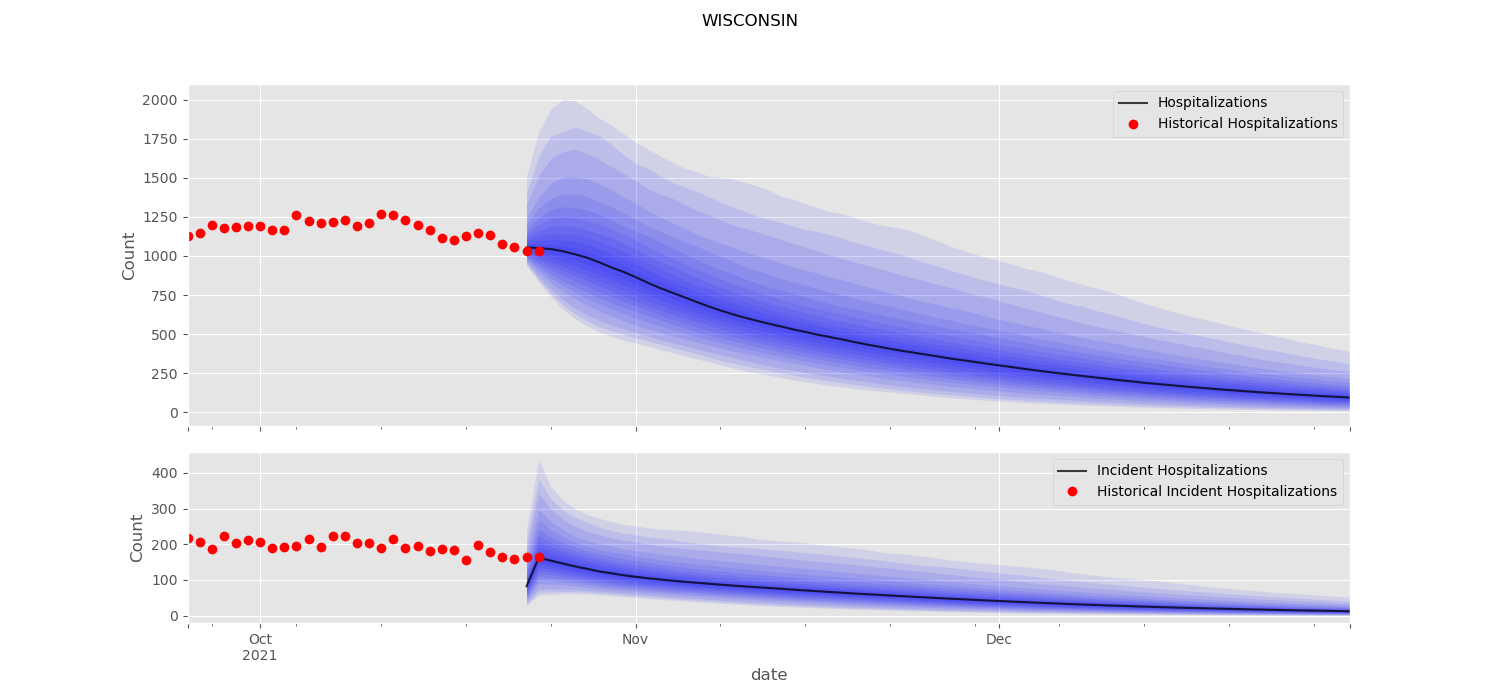 WISCONSIN
2000
1750
1500
1250
1000
750
500
250
0
Count
Hospitalizations
Historical Hospitalizations
400
300
200
100
0
Count
Incident Hospitalizations
Historical Incident Hospitalizations
Oct
2021
Nov
Dec
date